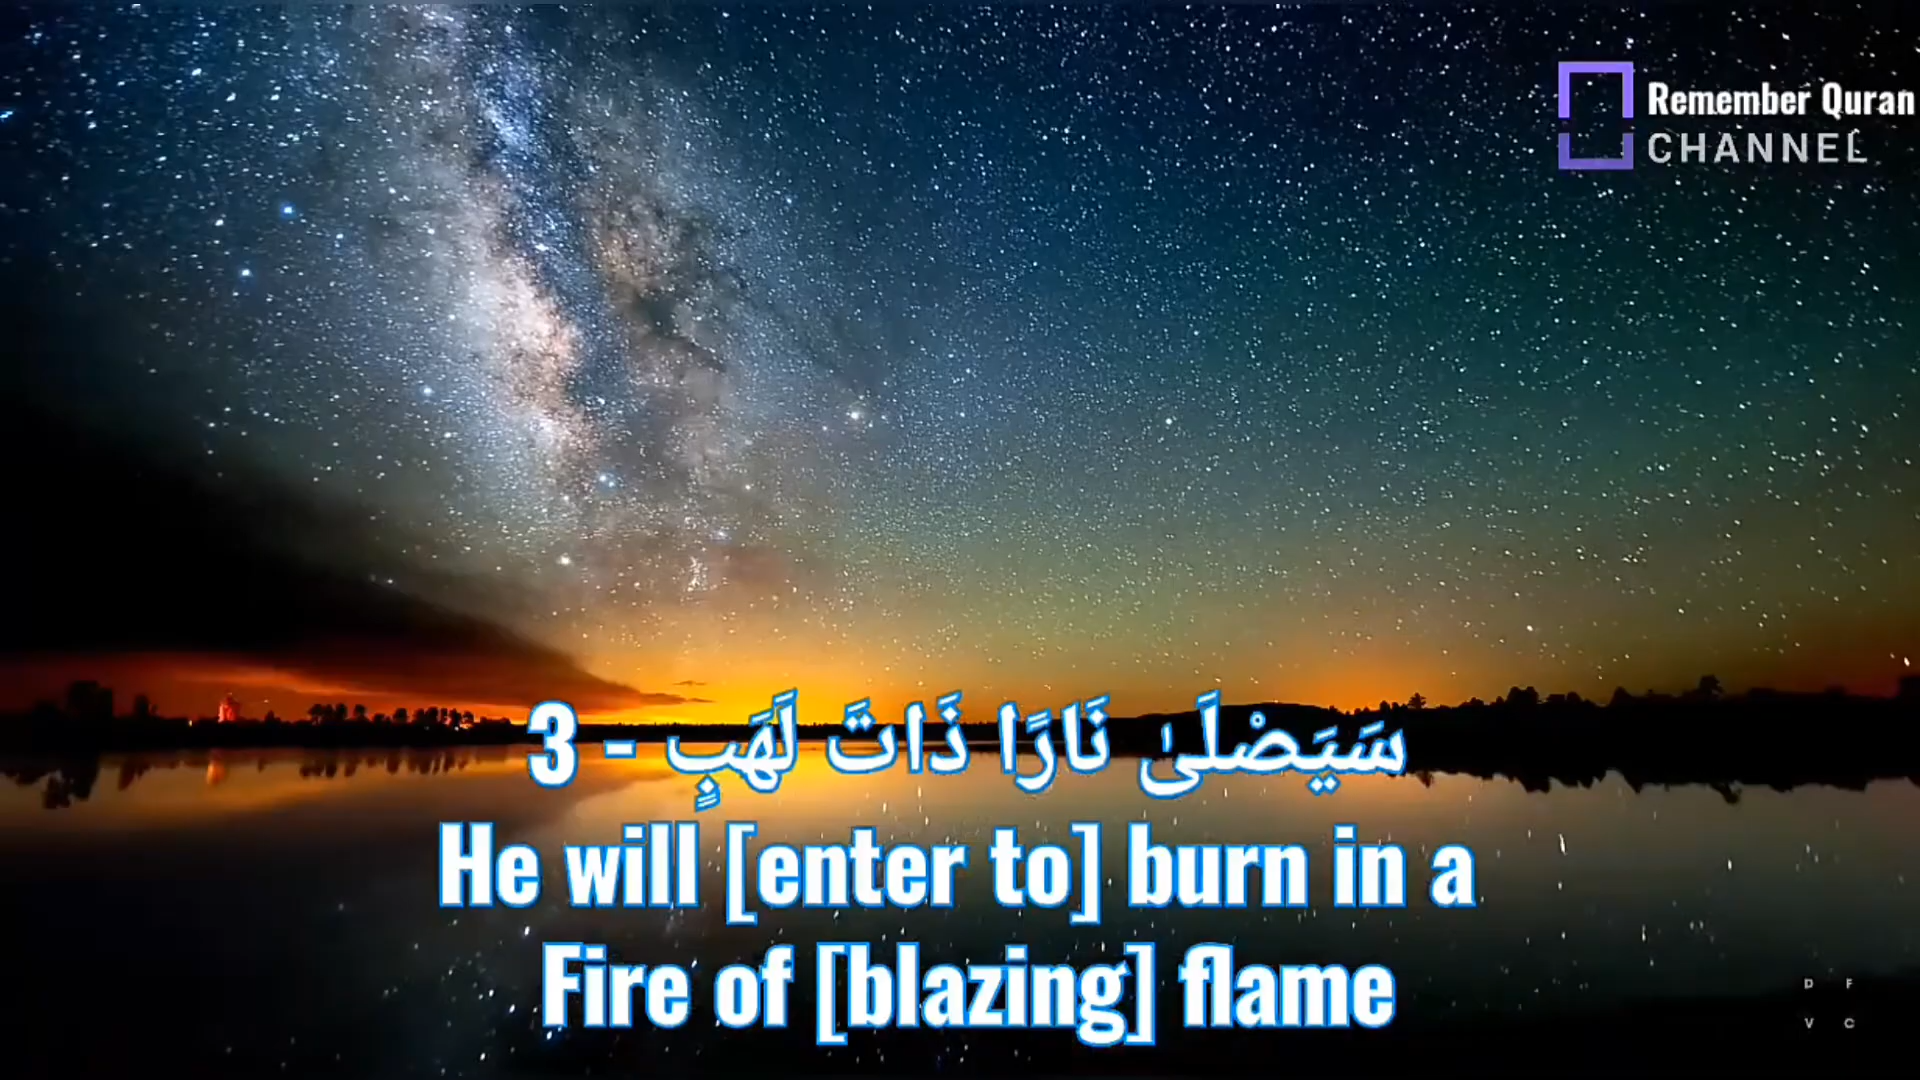 Remember Quran
CHANNEL
3 - سَيَصْلَىٰ نَارًا ذَاتَ لَهَبٍ
He will [enter to] burn in a
Fire of [blazing] flame
D F
V C